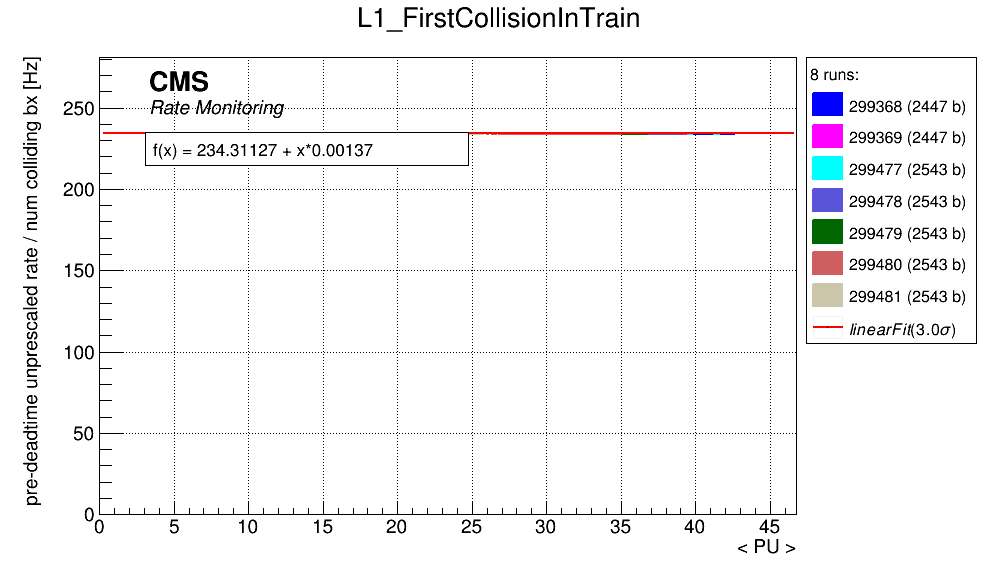 L1_FirstCollisionInTrain
pre-deadtime unprescaled rate / num colliding bx [Hz]
CMS
Rate Monitoring
f(x) = 234.31127 + x*0.00137
250
200
150
100
50
0
0 5 10 15 20 25 30 35 40 45
< PU >
8 runs:
299368 (2447 b)
299369 (2447 b)
299477 (2543 b)
299478 (2543 b)
299479 (2543 b)
299480 (2543 b)
299481 (2543 b)
linearFit(3.0σ)